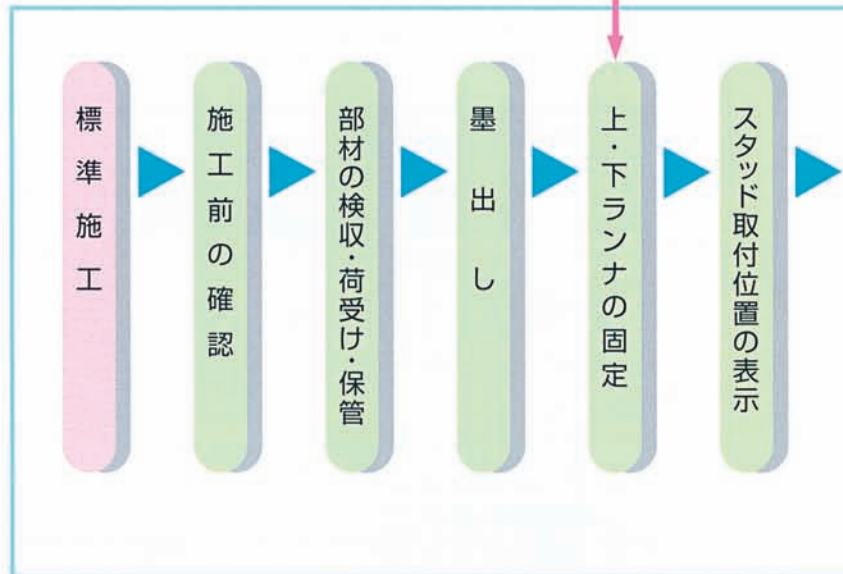 標準施工
施工前の確認
部材の検収・荷受け・保管
墨出し
上・下ランナの固定
スタッド取付位置の表示